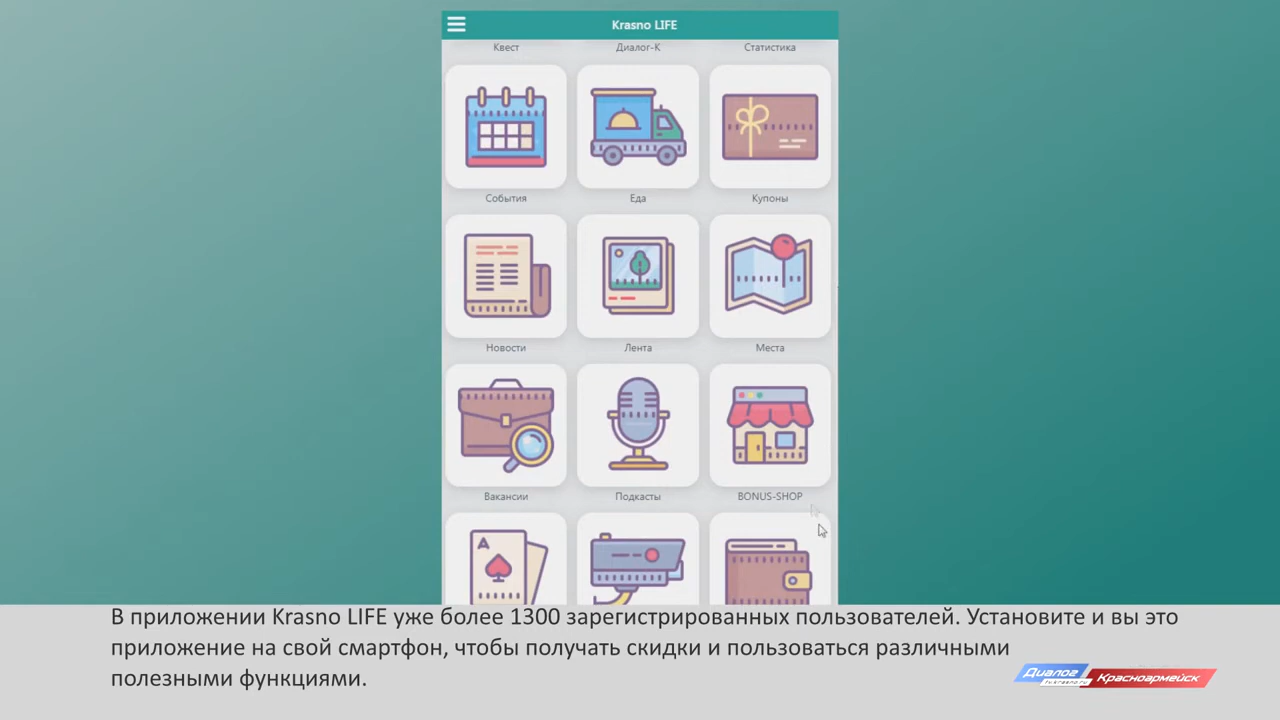 Krasno LIFE
Квест
Диалог-К
Статистика
События
Еда
Купоны
Новости
Лента
Места
Вакансии
Подкасты
BONUS-SHOP
A
В приложении Krasno LIFE уже более 1300 зарегистрированных пользователей. Установите и вы это
приложение на свой смартфон, чтобы получать скидки и пользоваться различными
полезными функциями.
Диалог
Красноармейск